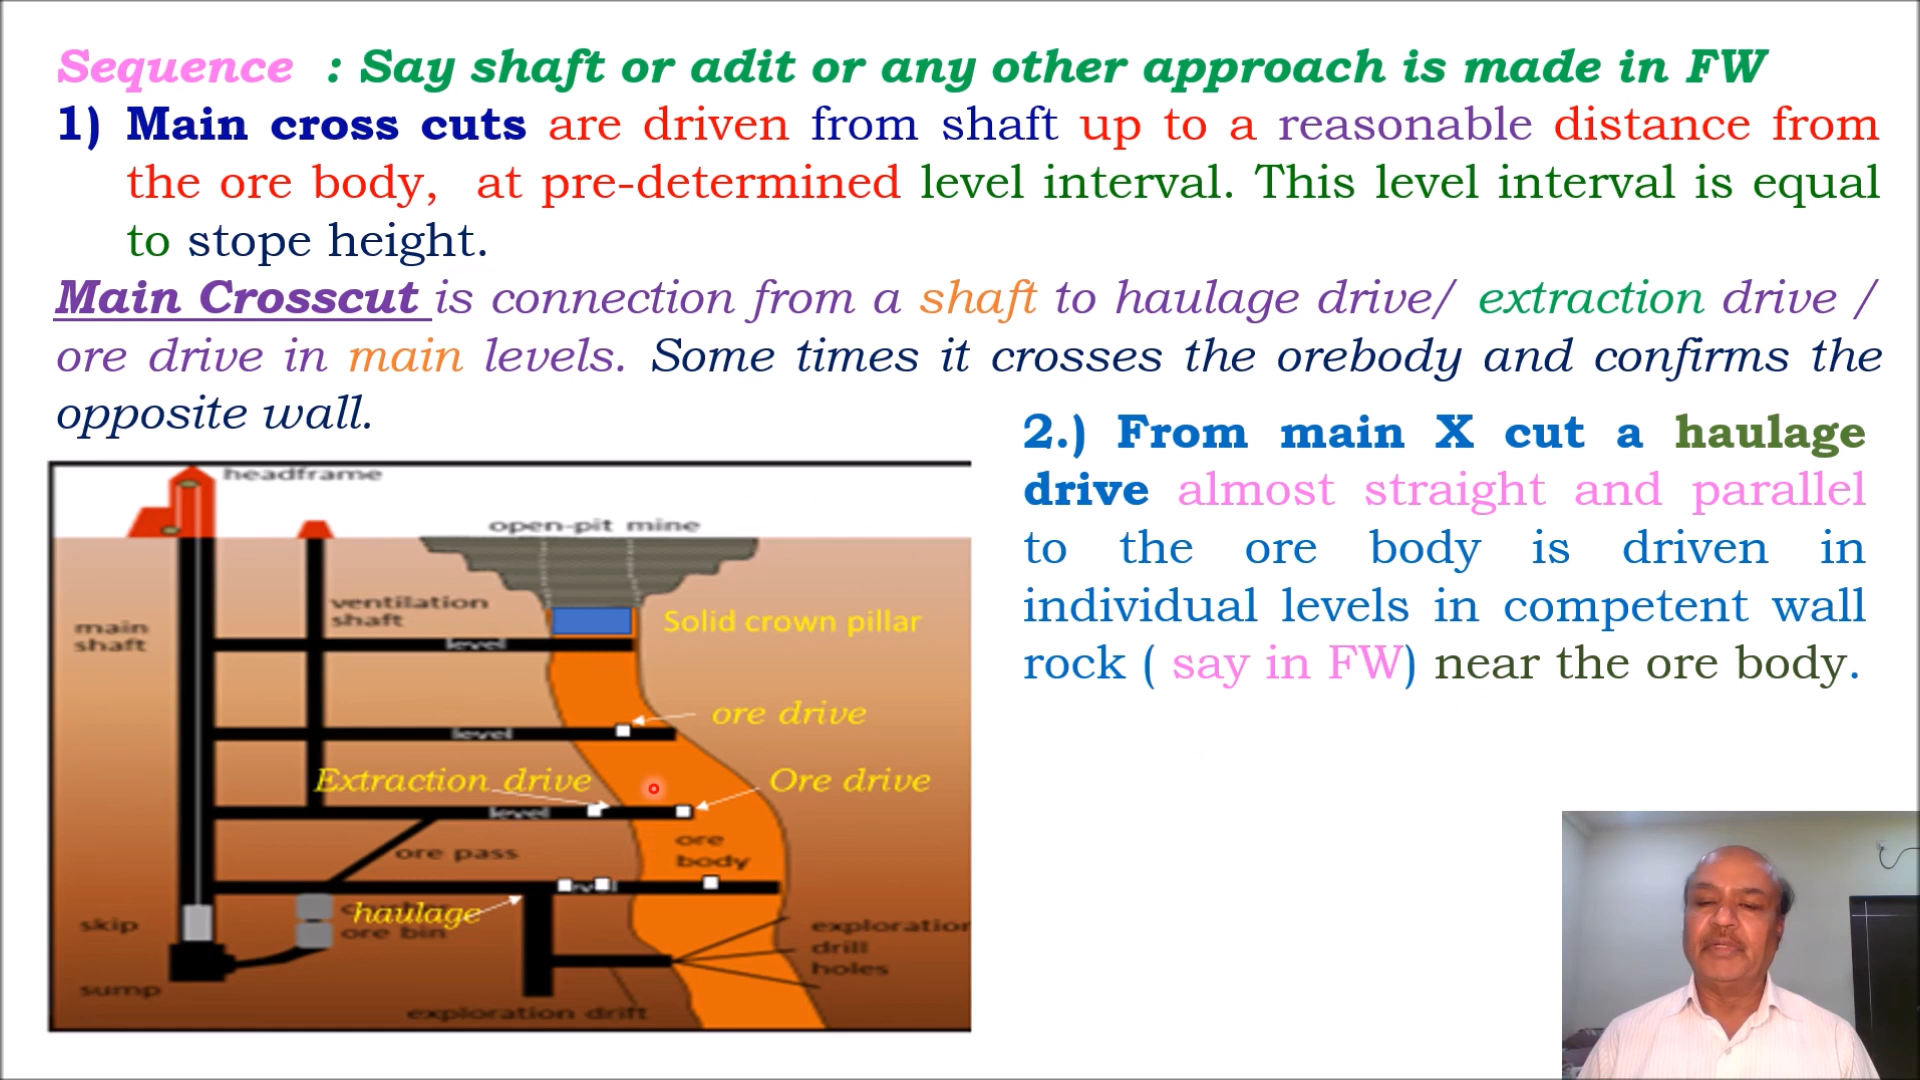 Sequence : Say shaft or adit or any other approach is made in FW
1) Main cross cuts are driven from shaft up to a reasonable distance from
the ore body, at pre-determined level interval. This level interval is equal
to stope height.
Main Crosscut is connection from a shaft to haulage drive/ extraction drive /
ore drive in main levels. Some times it crosses the orebody and confirms the
opposite wall.
2.) From main X cut a haulage
drive almost straight and parallel
to the ore body is driven in
individual levels in competent wall
rock ( say in FW) near the ore body.
headframe
open-pit mine
ventilation
shaft
main
shaft
Solid crown pillar
level
ore drive
level
Extraction drive
Ore drive
level
ore pass
ore
body
haulage
ore bin
skip
exploration
drill
holes
sump
exploration drift